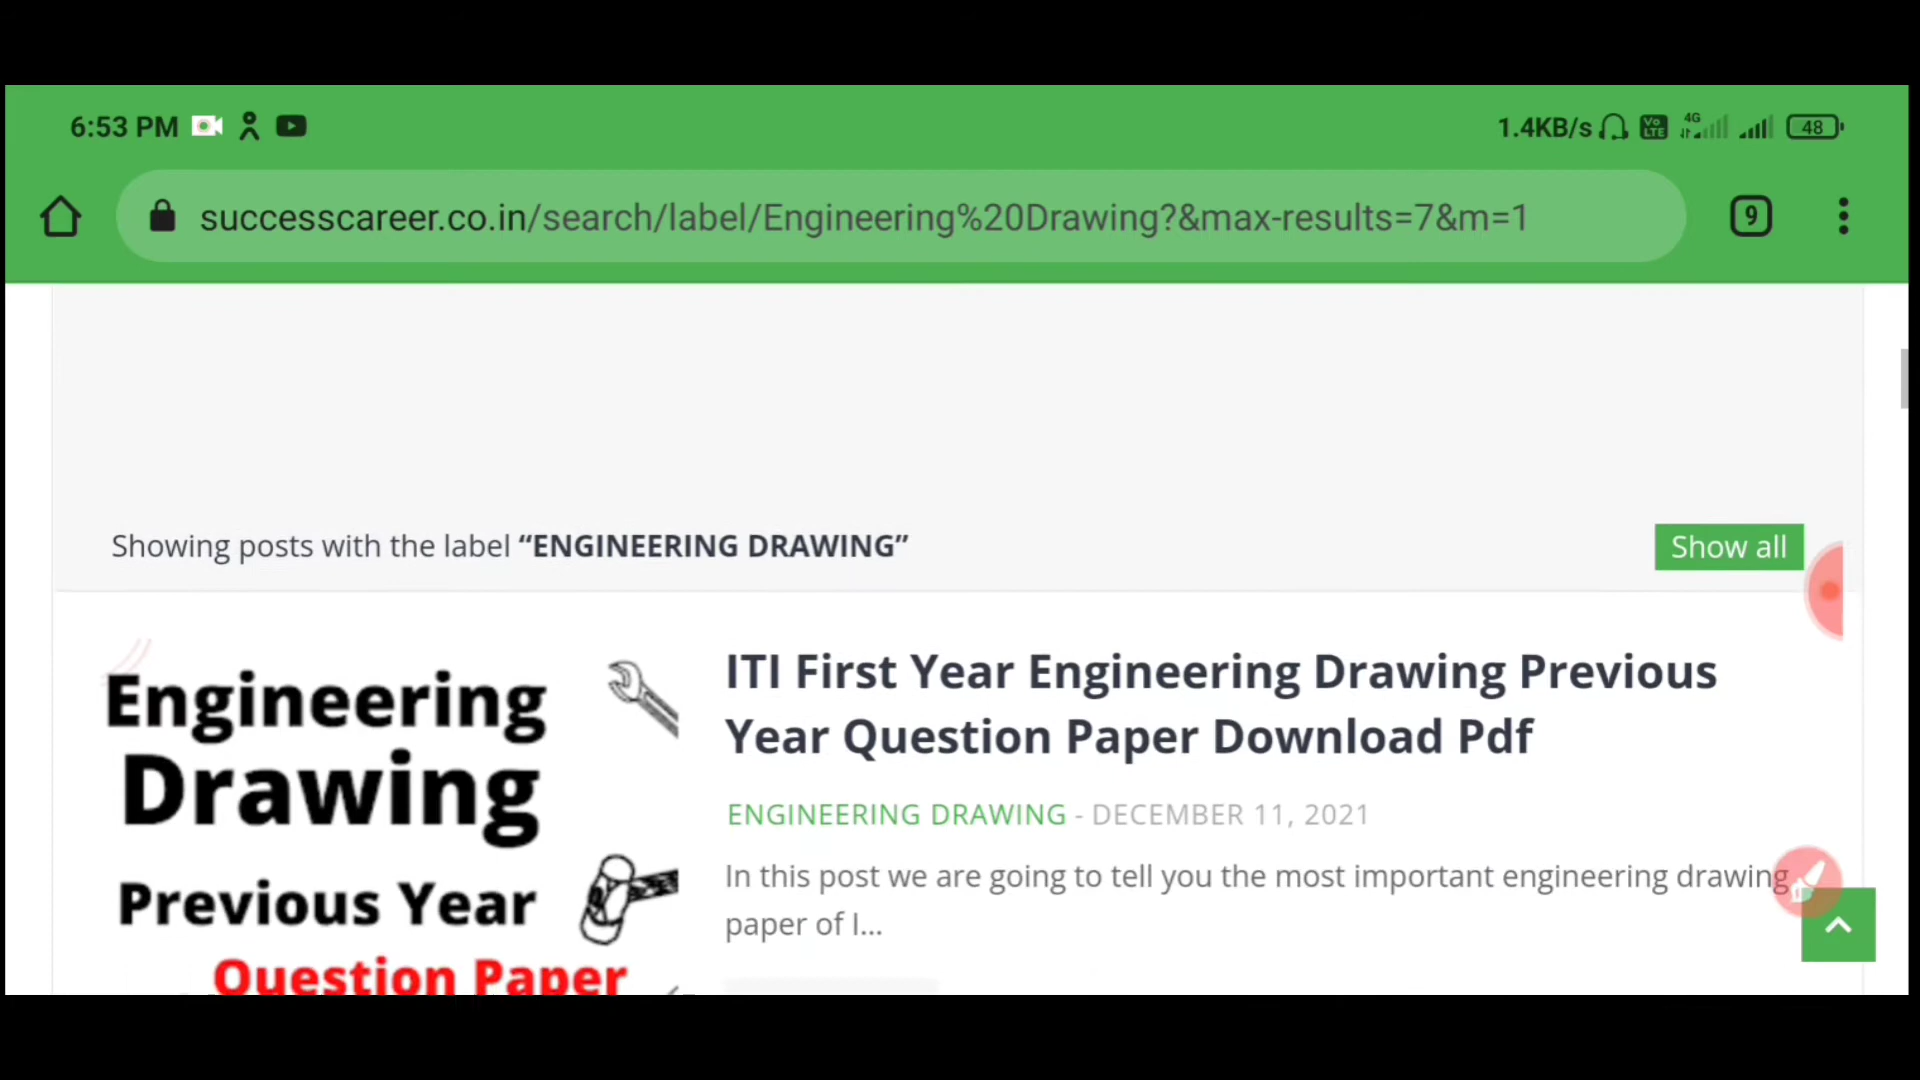 6:53 PM
1.4KB/s
Vo LTE
4G
48
successcareer.co.in/search/label/Engineering%20Drawing?&max-results=7&m=1
9
Showing posts with the label “ENGINEERING DRAWING”
Show all
Engineering
Drawing
Previous Year
Question Paper
ITI First Year Engineering Drawing Previous
Year Question Paper Download Pdf
ENGINEERING DRAWING - DECEMBER 11, 2021
In this post we are going to tell you the most important engineering drawing
paper of I...